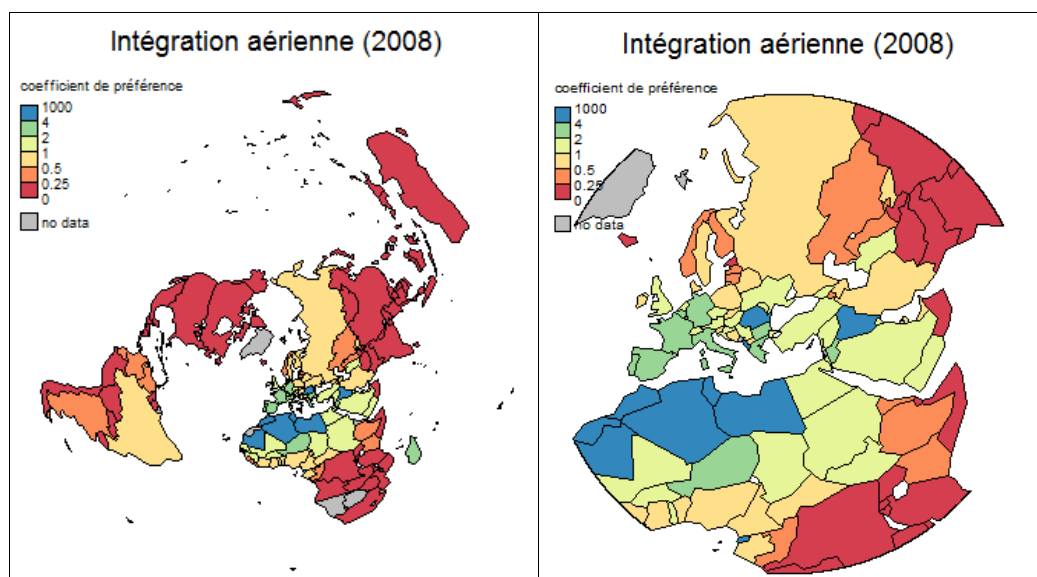 Intégration aérienne (2008)
coefficient de préférence
1000
4
2
1
0.5
0.25
0
no data
Intégration aérienne (2008)
coefficient de préférence
1000
4
2
1
0.5
0.25
0
no data